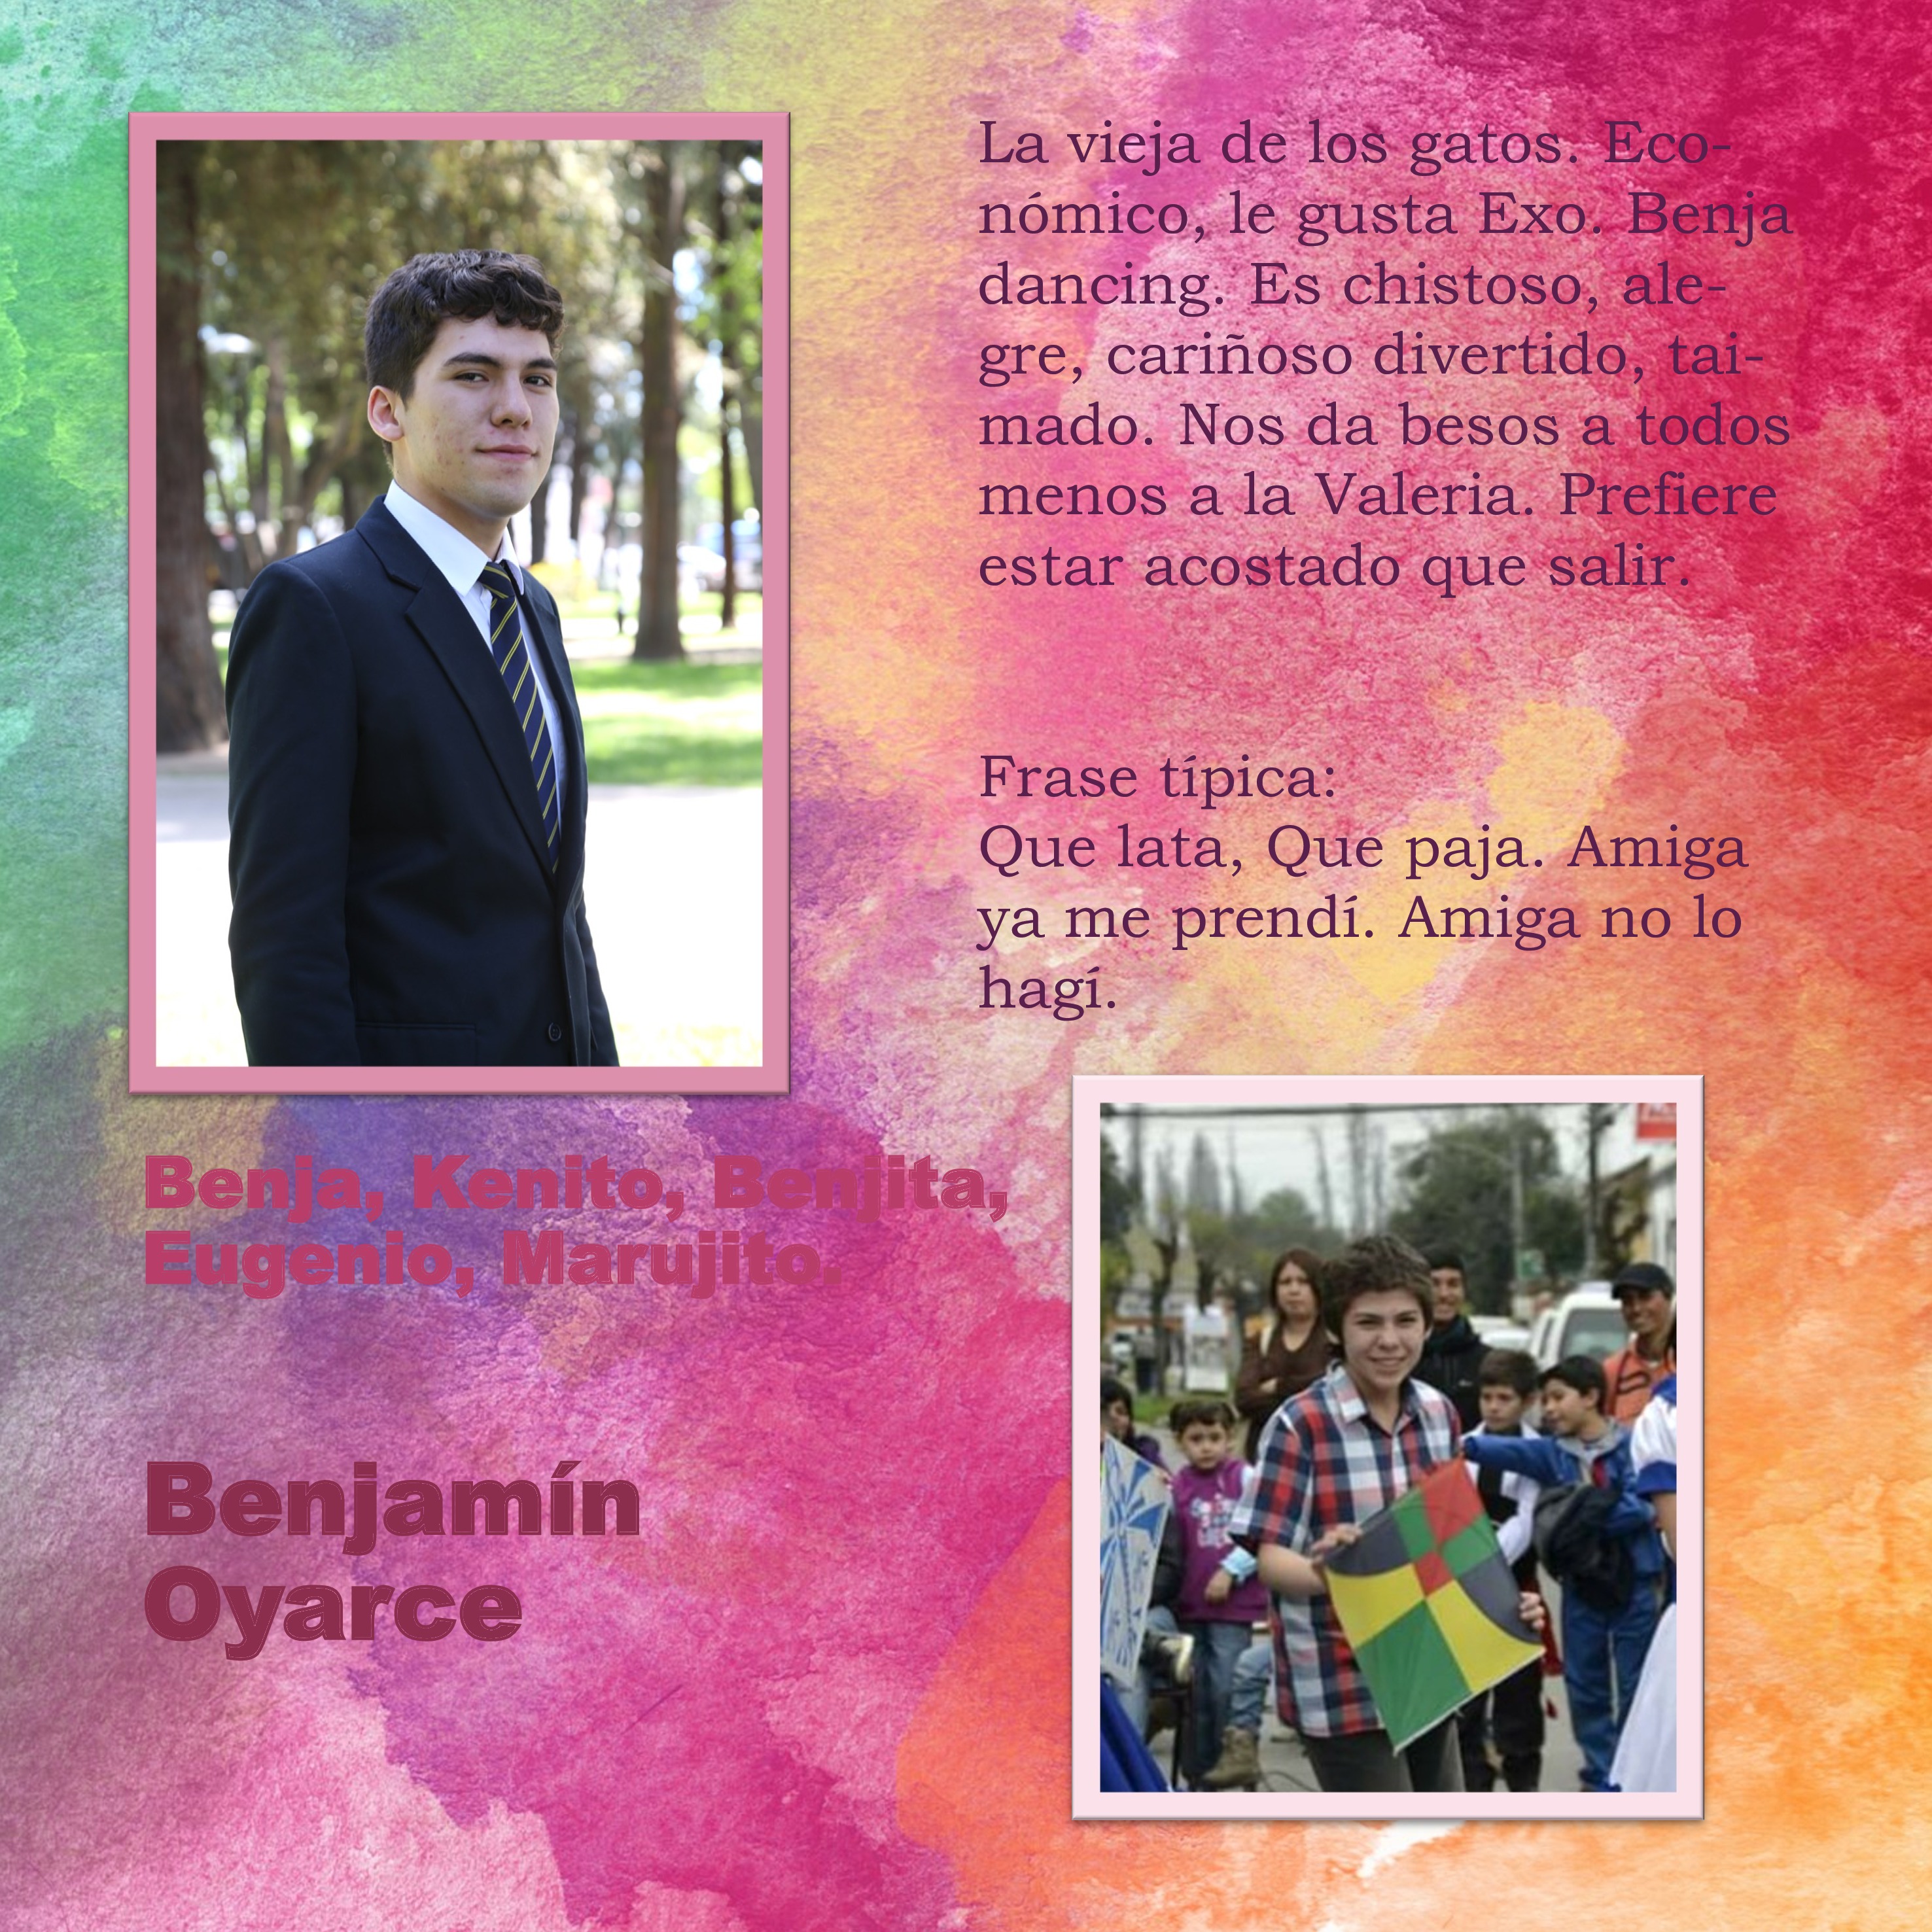 La vieja de los gatos. Eco-
nómico, le gusta Exo. Benja
dancing. Es chistoso, ale-
gre, cariñoso divertido, tai-
mado. Nos da besos a todos
menos a la Valeria. Prefiere
estar acostado que salir.
Frase típica:
Que lata, Que paja. Amiga
ya me prendí. Amiga no lo
hagí.
Benja, Kenito, Benjita,
Eugenio, Marujito.
Benjamín
Oyarce